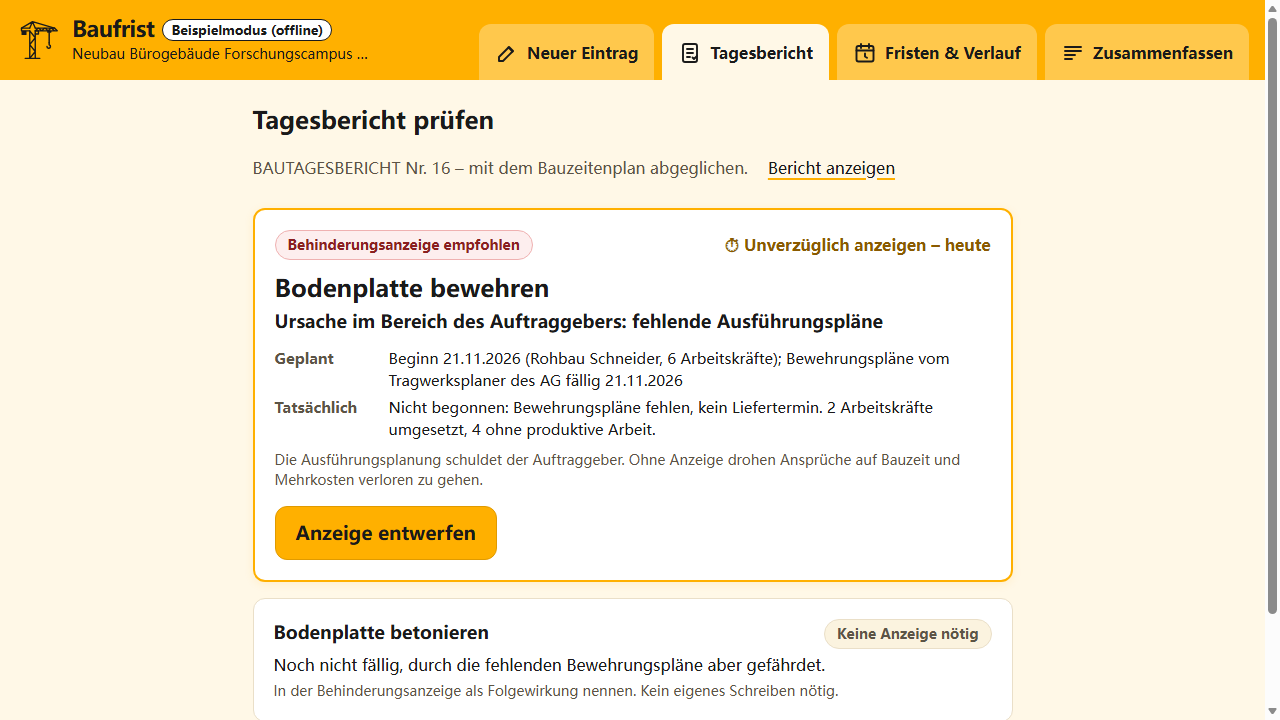 Baufrist Beispielmodus (offline)
Neubau Bürogebäude Forschungscampus ...
Neuer Eintrag
Tagesbericht
Fristen & Verlauf
Zusammenfassen
Tagesbericht prüfen
BAUTAGESBERICHT Nr. 16 – mit dem Bauzeitenplan abgeglichen. Bericht anzeigen
Behinderungsanzeige empfohlen
⏱ Unverzüglich anzeigen – heute
Bodenplatte bewehren
Ursache im Bereich des Auftraggebers: fehlende Ausführungspläne
Geplant Beginn 21.11.2026 (Rohbau Schneider, 6 Arbeitskräfte); Bewehrungspläne vom
Tragwerksplaner des AG fällig 21.11.2026
Tatsächlich Nicht begonnen: Bewehrungspläne fehlen, kein Liefertermin. 2 Arbeitskräfte
umgesetzt, 4 ohne produktive Arbeit.
Die Ausführungsplanung schuldet der Auftraggeber. Ohne Anzeige drohen Ansprüche auf Bauzeit und
Mehrkosten verloren zu gehen.
Anzeige entwerfen
Bodenplatte betonieren
Keine Anzeige nötig
Noch nicht fällig, durch die fehlenden Bewehrungspläne aber gefährdet.
In der Behinderungsanzeige als Folgewirkung nennen. Kein eigenes Schreiben nötig.